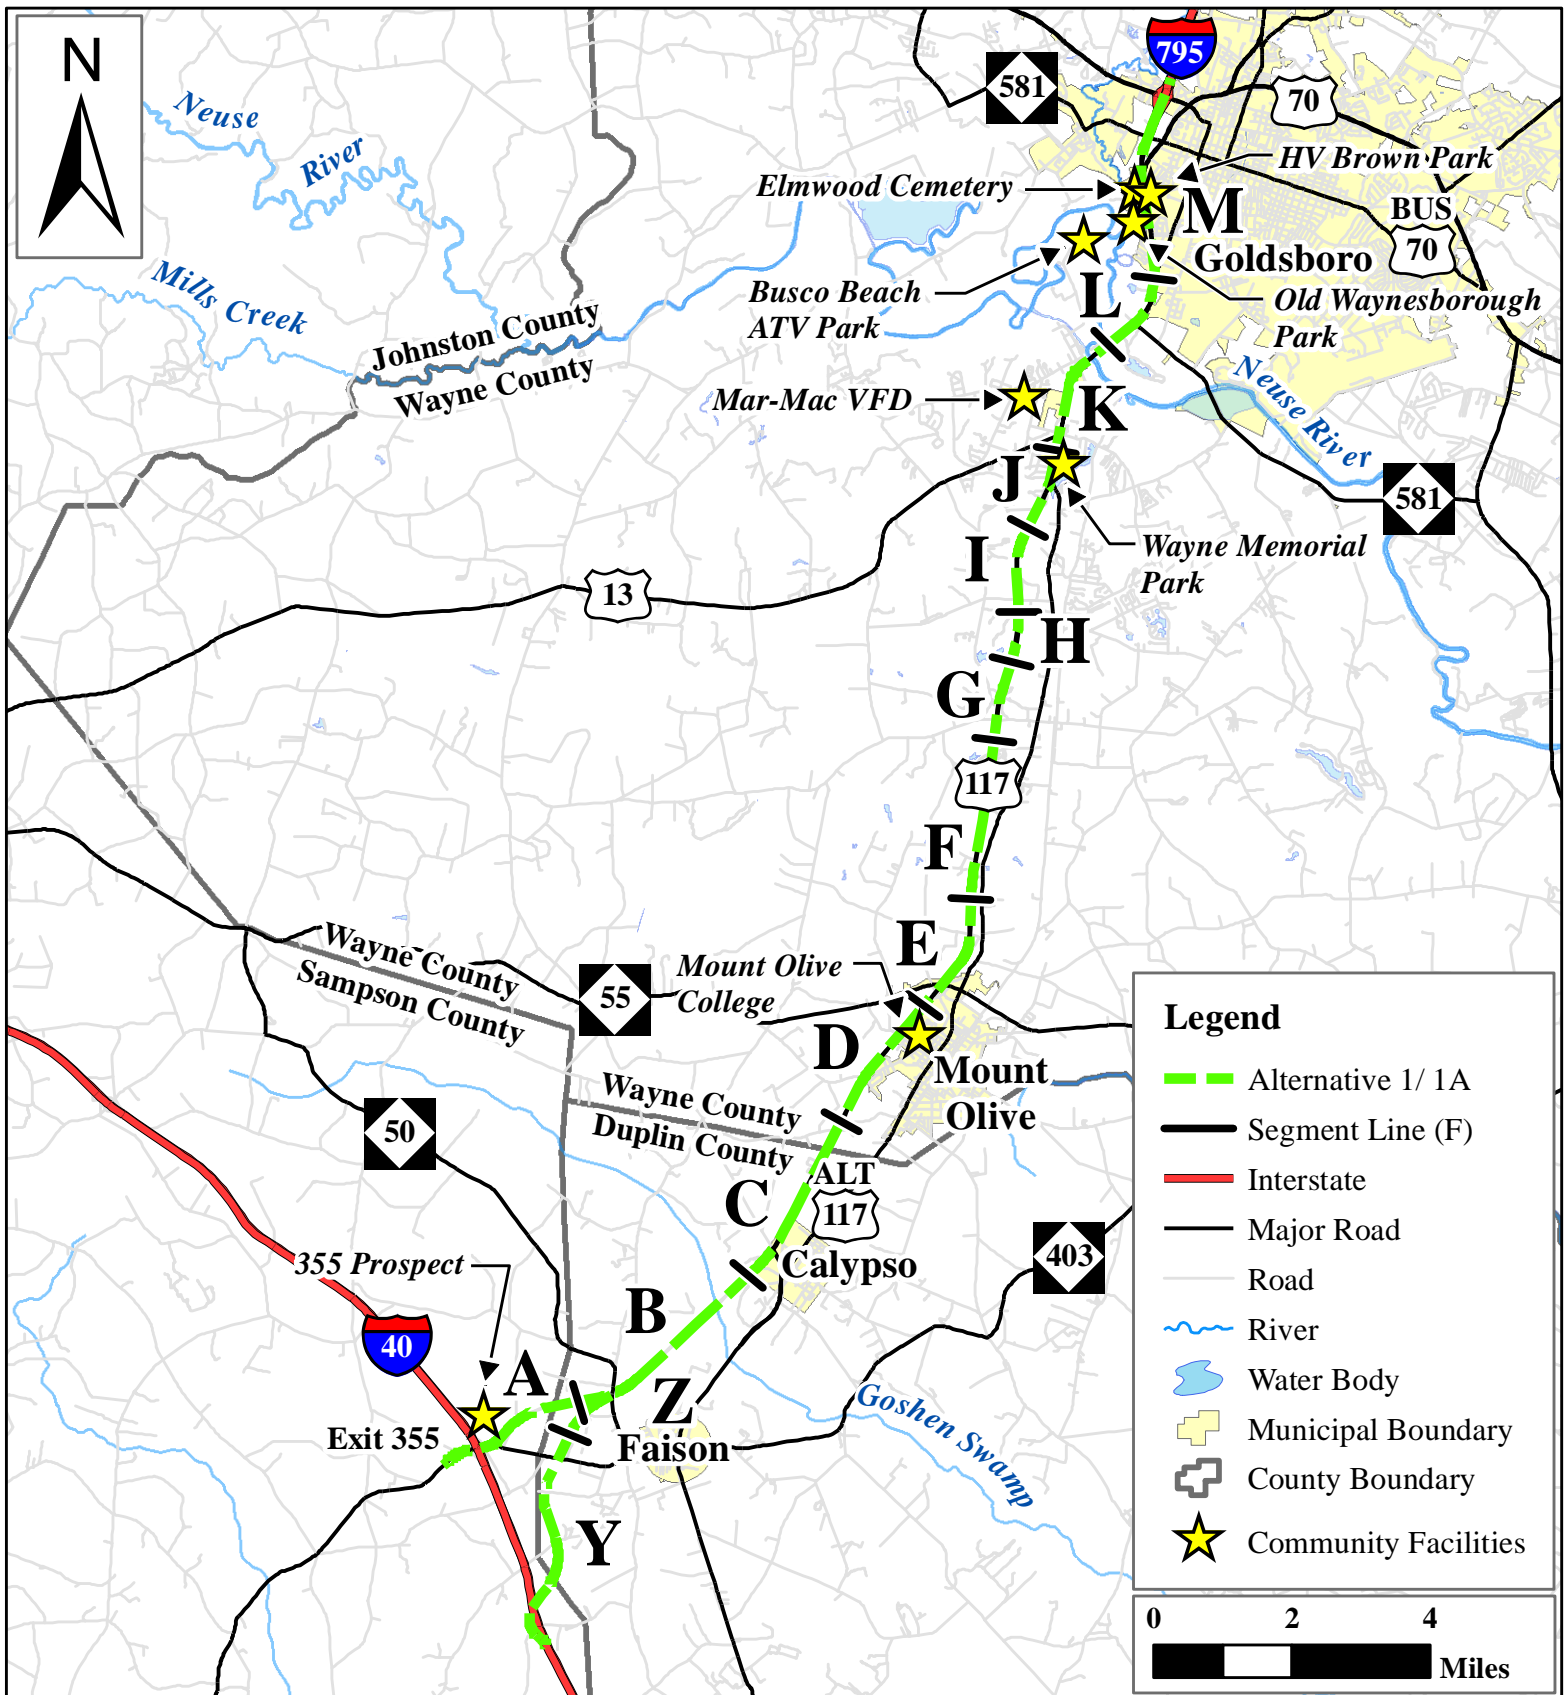 N
795
581
70
Neuse
River
HV Brown Park
Elmwood Cemetery
M
BUS
70
Goldsboro
Mills Creek
Busco Beach
ATV Park
L
Old Waynesborough
Park
Johnston County
Wayne County
Mar-Mac VFD
K
Neuse River
J
581
I
Wayne Memorial
Park
13
H
G
117
F
E
Wayne County
Sampson County
55
Mount Olive
College
D
Mount
Olive
Wayne County
Duplin County
50
ALT
117
C
403
Calypso
355 Prospect
B
40
A
Z
Exit 355
Faison
Goshen Swamp
Y
Legend
Alternative 1/ 1A
Segment Line (F)
Interstate
Major Road
Road
River
Water Body
Municipal Boundary
County Boundary
Community Facilities
0 2 4
Miles